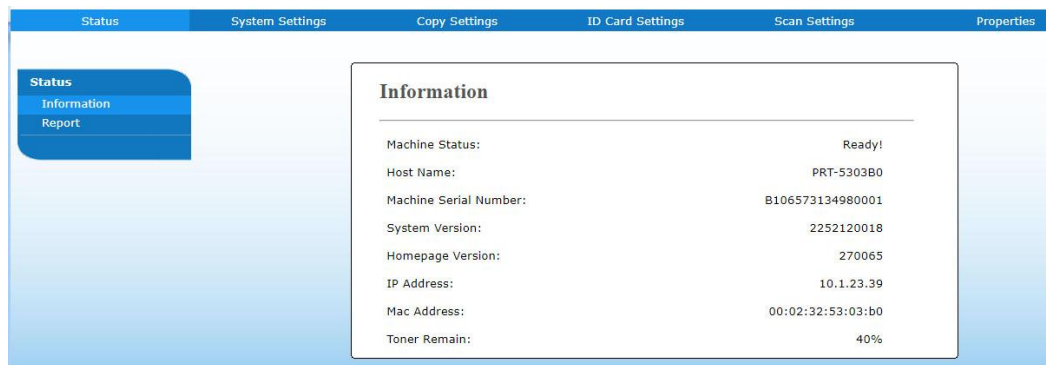 Status System Settings Copy Settings ID Card Settings Scan Settings Properties
Status
Information
Report
Information
Machine Status: Ready!
Host Name: PRT-5303B0
Machine Serial Number: B106573134980001
System Version: 2252120018
Homepage Version: 270065
IP Address: 10.1.23.39
Mac Address: 00:02:32:53:03:b0
Toner Remain: 40%